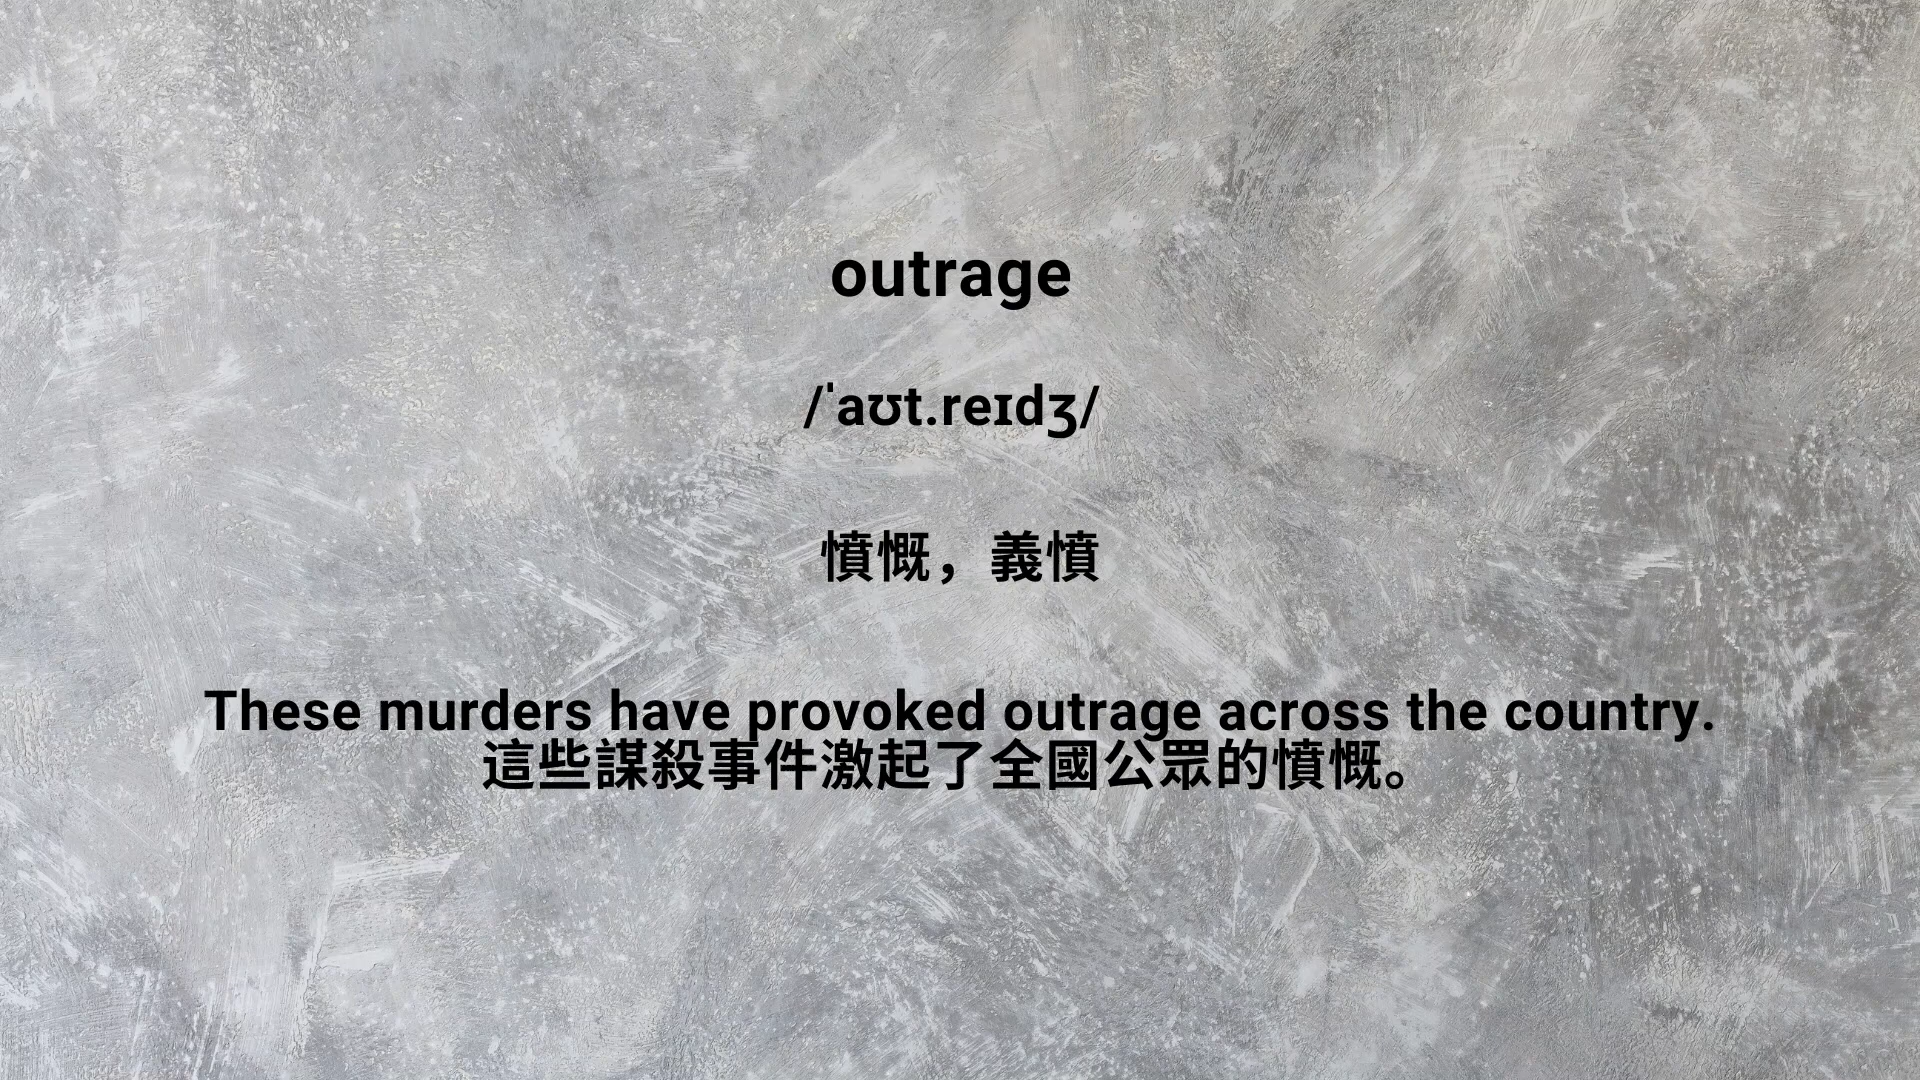 outrage
/ˈaʊt.reɪdʒ/
憤慨，義憤
These murders have provoked outrage across the country.
這些謀殺事件激起了全國公眾的憤慨。